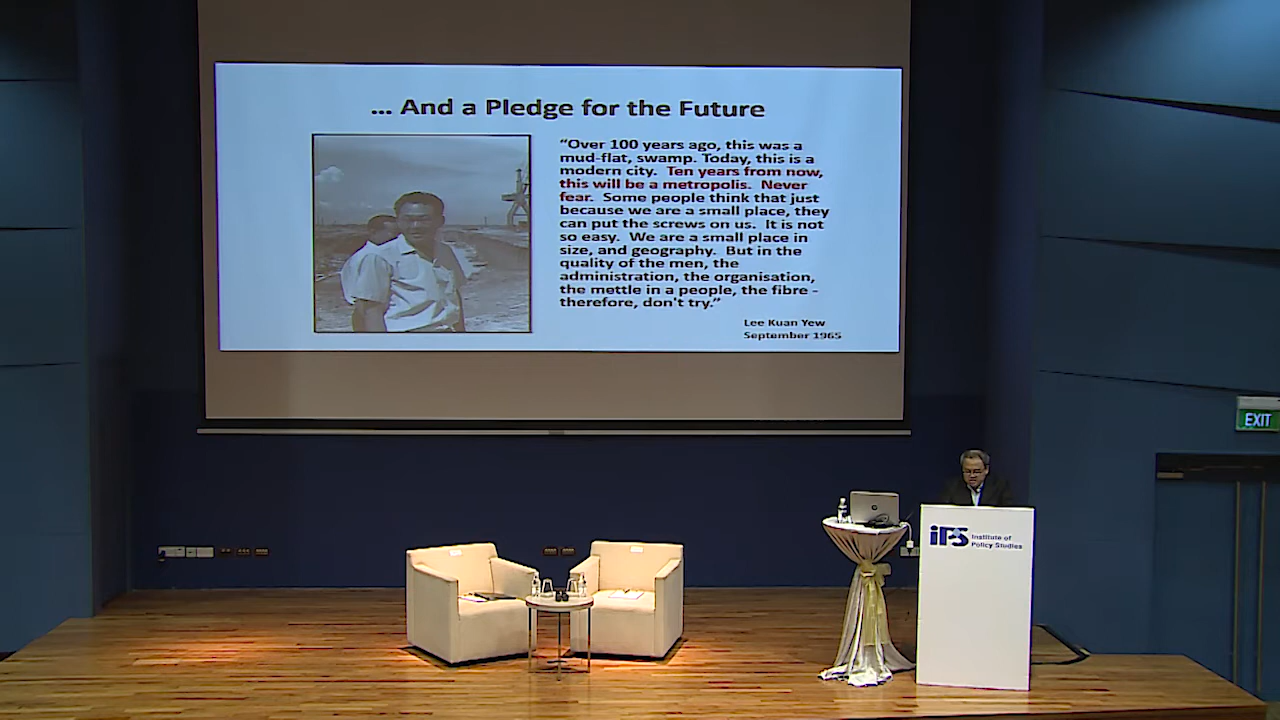 ... And a Pledge for the Future
“Over 100 years ago, this was a
mud-flat, swamp. Today, this is a
modern city. Ten years from now,
this will be a metropolis. Never
fear. Some people think that just
because we are a small place, they
can put the screws on us. It is not
so easy. We are a small place in
size, and geography. But in the
quality of the men, the
administration, the organisation,
the mettle in a people, the fibre -
therefore, don't try.”
Lee Kuan Yew
September 1965
EXIT
iPS Institute of
Policy Studies